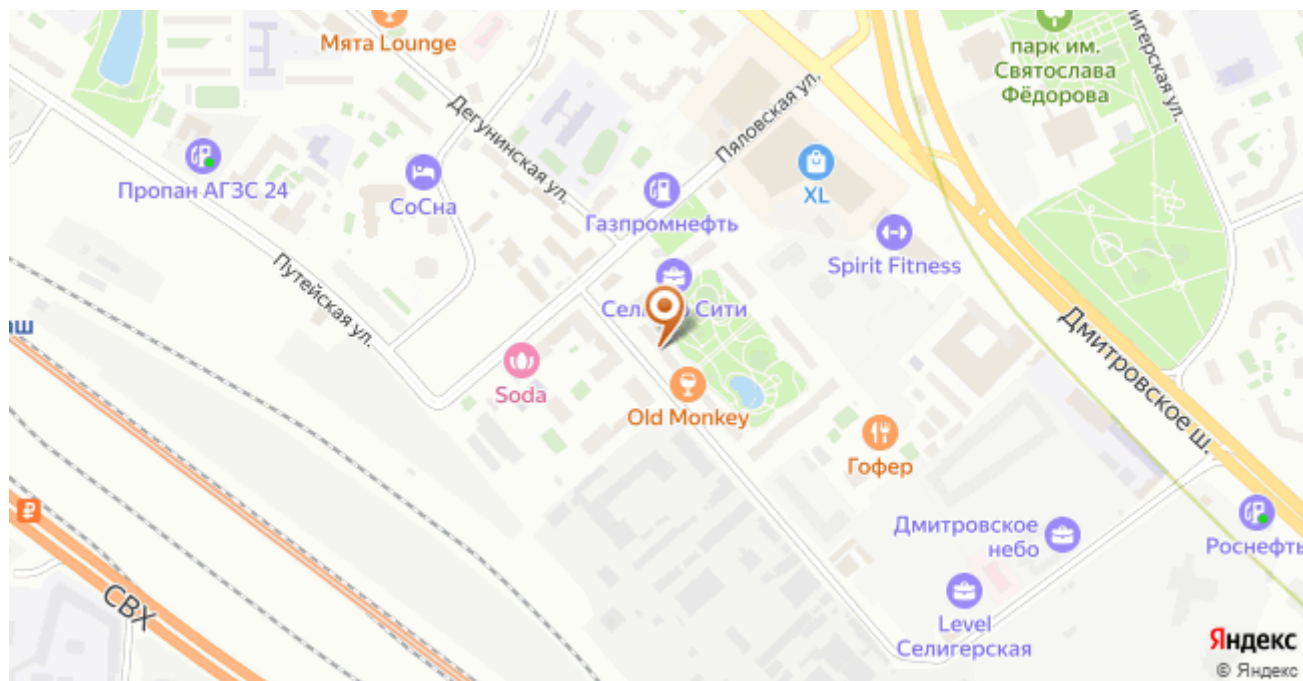 Мята Lounge
парк им.
Святослава
Фёдорова
Дегунинская ул.
Пяловская ул.
Пропан АГЗС 24
СоСна
Газпромнефть
XL
Spirit Fitness
Путейская ул.
Сити
Дмитровское ш.
Soda
Old Monkey
Гофер
Дмитровское
небо
Роснефть
СВХ
Level
Селигерская
Яндекс
© Яндекс